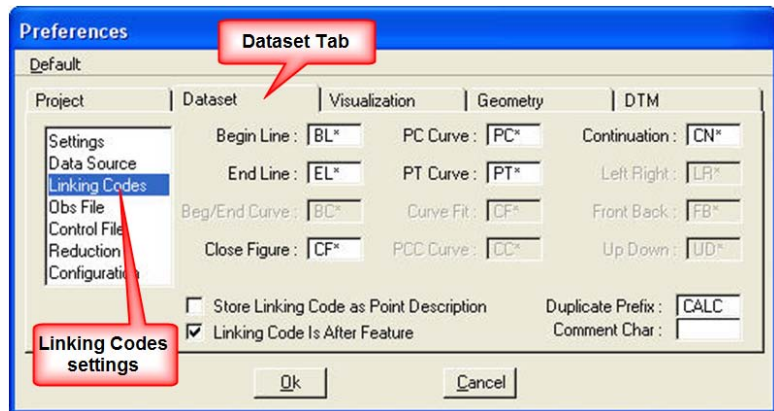 Preferences
Dataset Tab
Default
Project
Dataset
Visualization
Geometry
DTM
Settings
Data Source
Linking Codes
Obs File
Control File
Reduction
Configuration
Begin Line : BL*
PC Curve : PC*
Continuation : CN*
End Line : EL*
PT Curve : PT*
Left Right : LR*
Beg/End Curve : BC*
Curve Fit : CF*
Front Back : FB*
Close Figure : CF*
PCC Curve : CC*
Up Down : UD*
Store Linking Code as Point Description
Duplicate Prefix : CALC
Linking Code Is After Feature
Comment Char :
Linking Codes
settings
Ok
Cancel